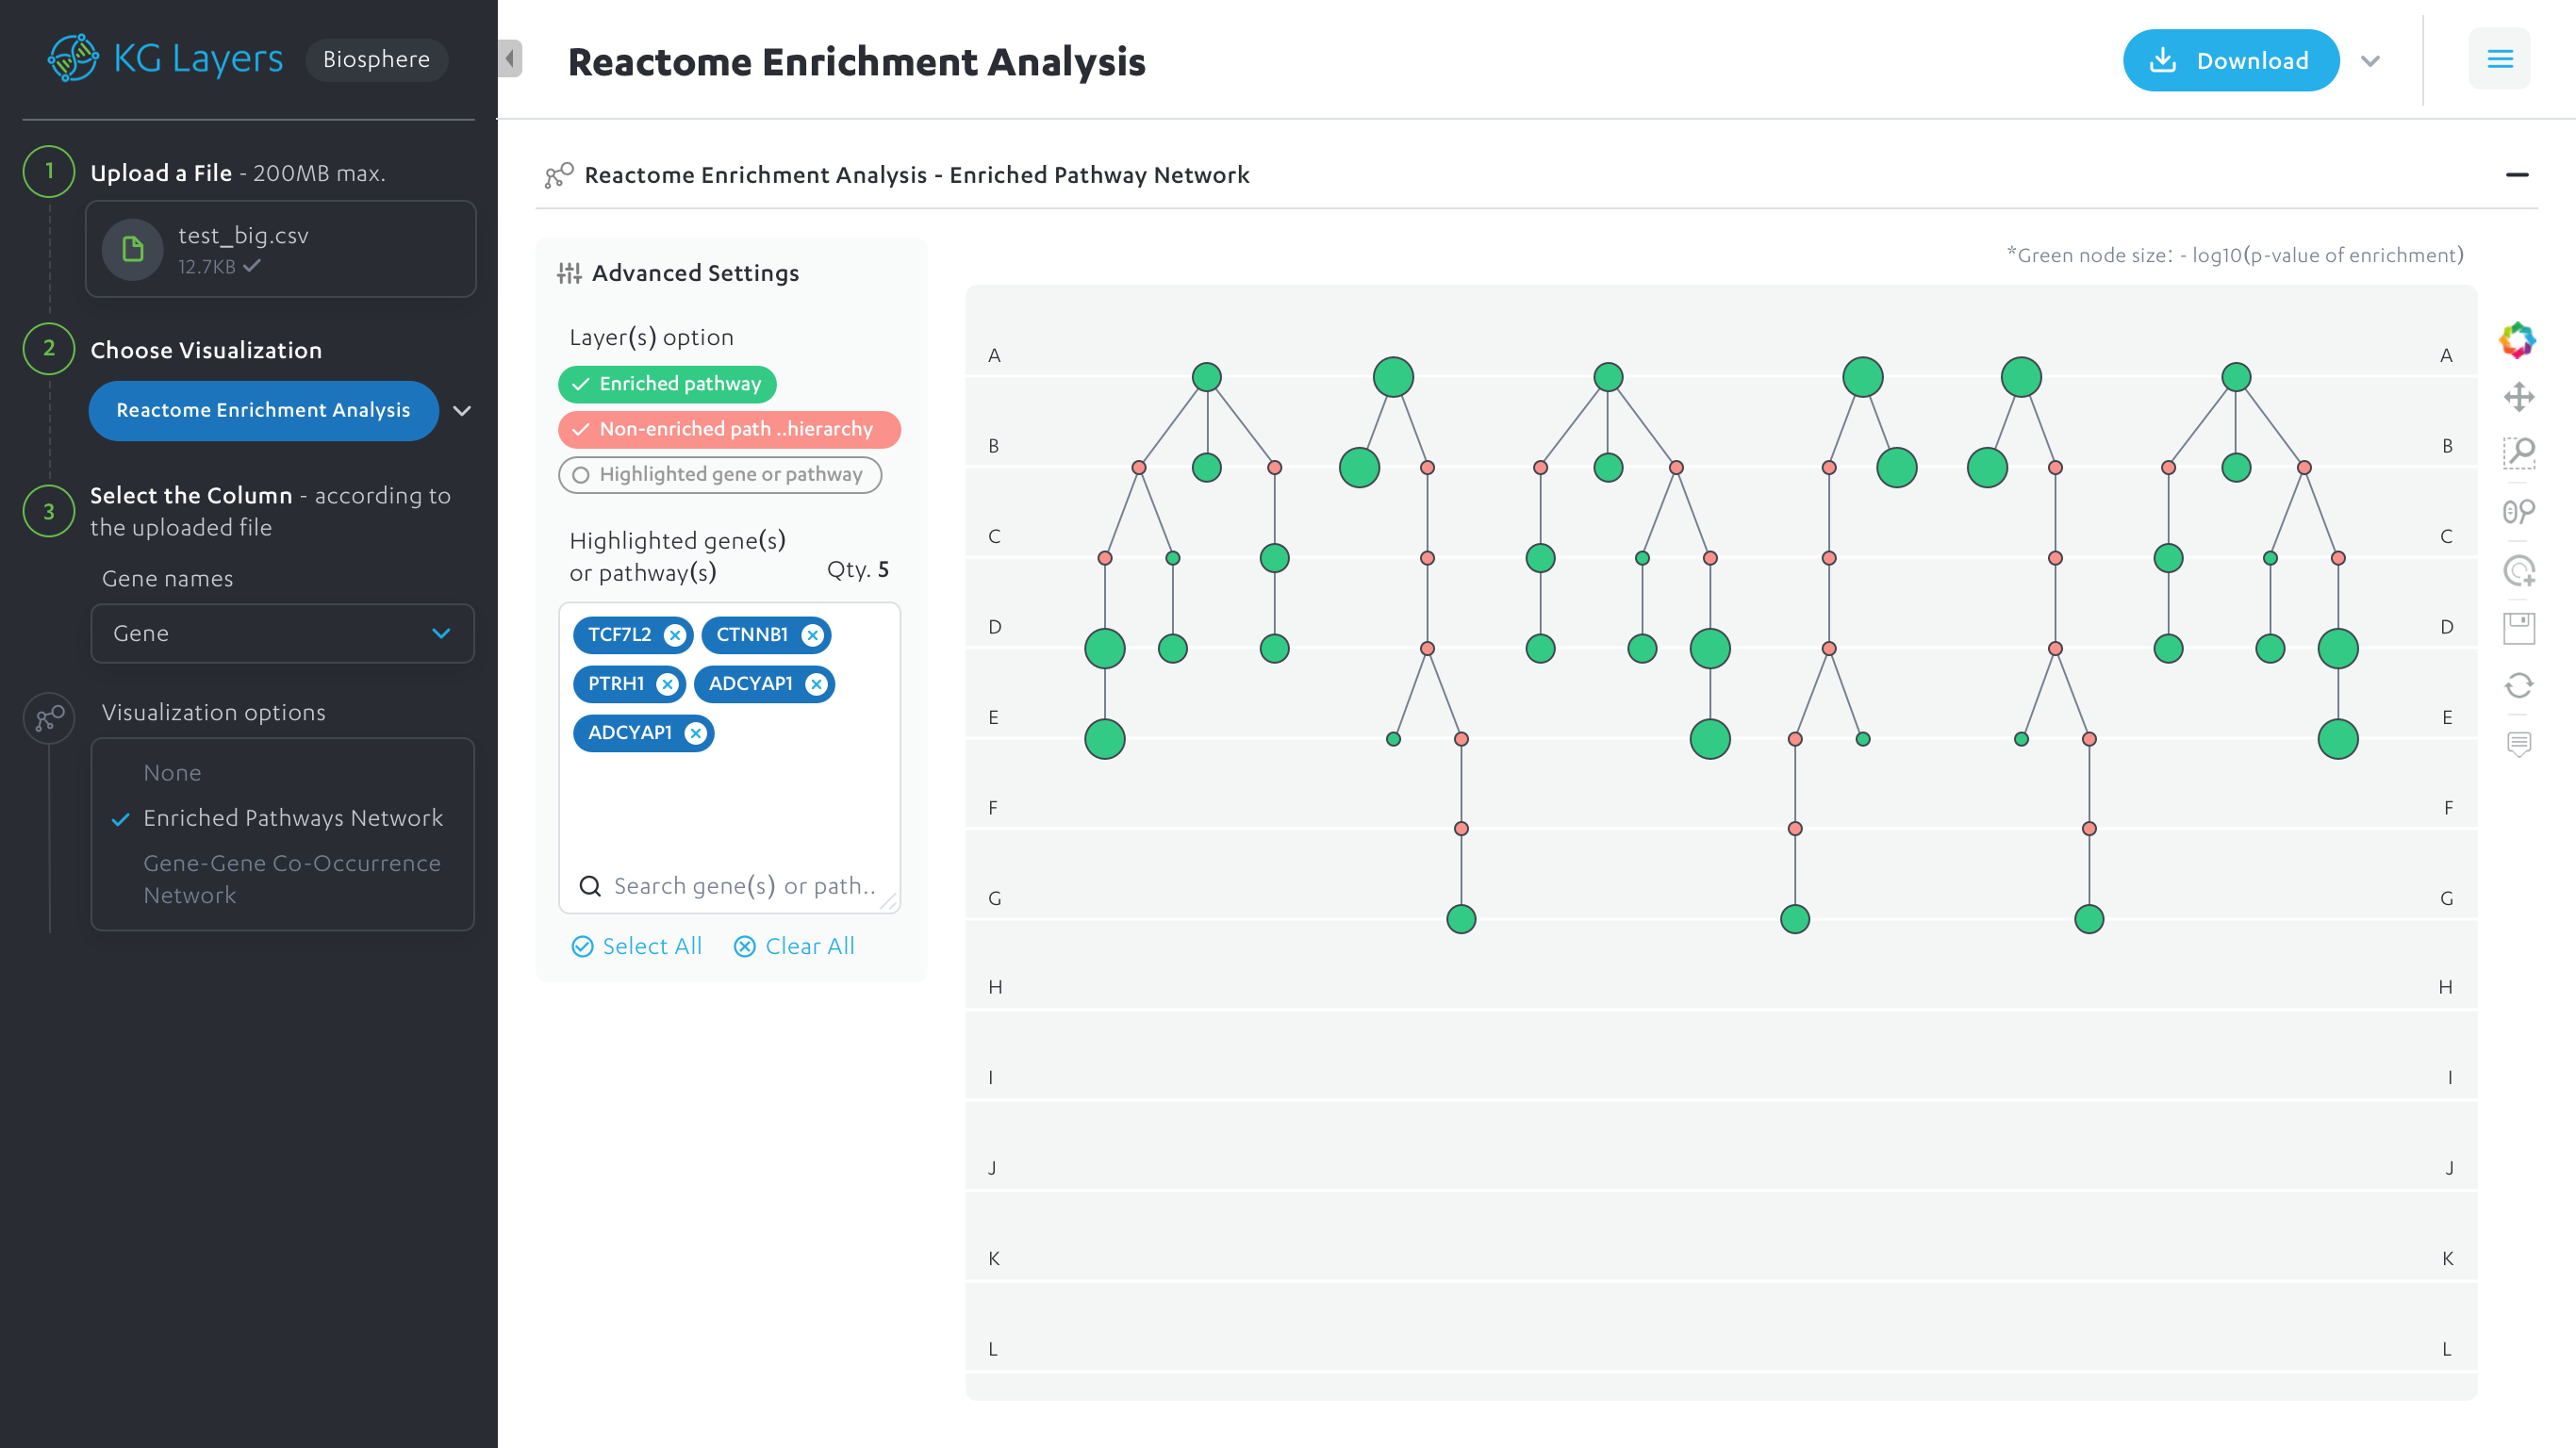 KG Layers
Biosphere
1
Upload a File - 200MB max.
test_big.csv
12.7KB
2
Choose Visualization
Reactome Enrichment Analysis
3
Select the Column - according to
the uploaded file
Gene names
Gene
Visualization options
None
Enriched Pathways Network
Gene-Gene Co-Occurrence
Network
Reactome Enrichment Analysis
Download
Reactome Enrichment Analysis - Enriched Pathway Network
Advanced Settings
Layer(s) option
Enriched pathway
Non-enriched path ..hierarchy
Highlighted gene or pathway
Highlighted gene(s)
or pathway(s)
Qty. 5
TCF7L2
CTNNB1
PTRH1
ADCYAP1
ADCYAP1
Search gene(s) or path..
Select All
Clear All
*Green node size: - log10(p-value of enrichment)
A
A
B
B
C
C
D
D
E
E
F
F
G
G
H
H
I
I
J
J
K
K
L
L